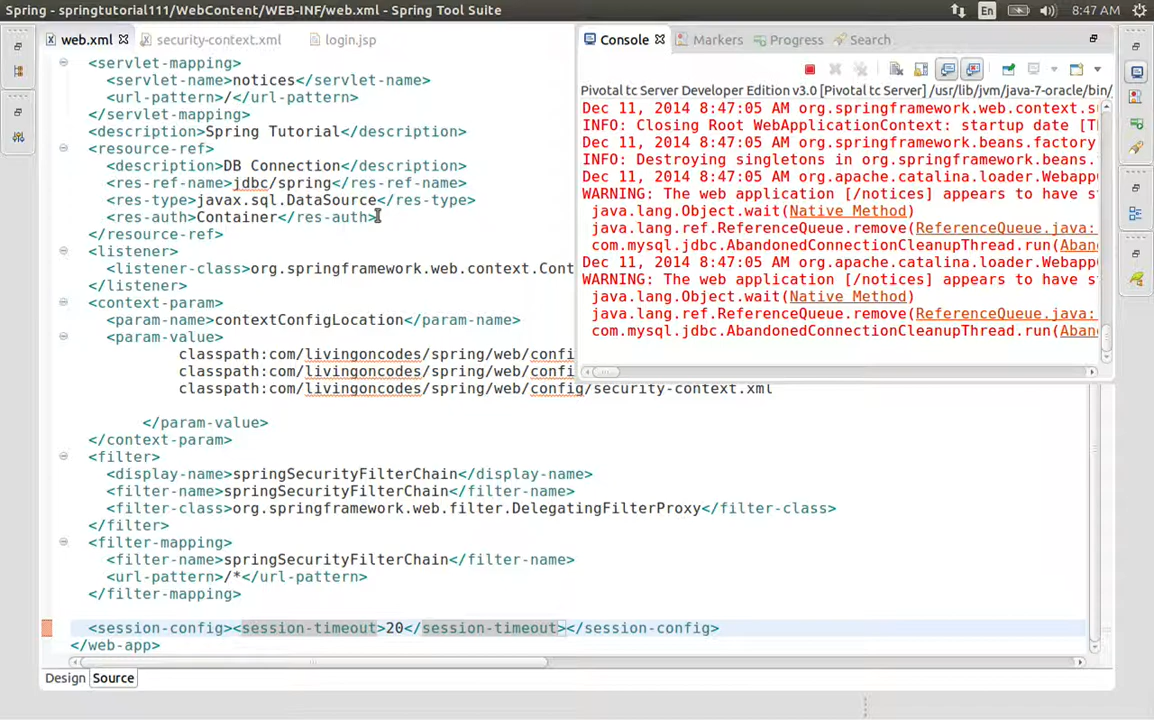 Spring - springtutorial111/WebContent/WEB-INF/web.xml - Spring Tool Suite
En
8:47 AM
web.xml
security-context.xml
login.jsp
<servlet-mapping>
<servlet-name>notices</servlet-name>
<url-pattern>/</url-pattern>
</servlet-mapping>
<description>Spring Tutorial</description>
<resource-ref>
<description>DB Connection</description>
<res-ref-name>jdbc/spring</res-ref-name>
<res-type>javax.sql.DataSource</res-type>
<res-auth>Container</res-auth>
</resource-ref>
<listener>
<listener-class>org.springframework.web.context.Cont
</listener>
<context-param>
<param-name>contextConfigLocation</param-name>
<param-value>
classpath:com/livingoncodes/spring/web/confi
classpath:com/livingoncodes/spring/web/confi
classpath:com/livingoncodes/spring/web/config/security-context.xml
</param-value>
</context-param>
<filter>
<display-name>springSecurityFilterChain</display-name>
<filter-name>springSecurityFilterChain</filter-name>
<filter-class>org.springframework.web.filter.DelegatingFilterProxy</filter-class>
</filter>
<filter-mapping>
<filter-name>springSecurityFilterChain</filter-name>
<url-pattern>/*</url-pattern>
</filter-mapping>
<session-config><session-timeout>20</session-timeout></session-config>
</web-app>
Design
Source
Console
Markers
Progress
Search
Pivotal tc Server Developer Edition v3.0 [Pivotal tc Server] /usr/lib/jvm/java-7-oracle/bin/
Dec 11, 2014 8:47:05 AM org.springframework.web.context.s
INFO: Closing Root WebApplicationContext: startup date [T
Dec 11, 2014 8:47:05 AM org.springframework.beans.factory
INFO: Destroying singletons in org.springframework.beans.
Dec 11, 2014 8:47:05 AM org.apache.catalina.loader.Webapp
WARNING: The web application [/notices] appears to have s
java.lang.Object.wait(Native Method)
java.lang.ref.ReferenceQueue.remove(ReferenceQueue.java:
com.mysql.jdbc.AbandonedConnectionCleanupThread.run(Aban
Dec 11, 2014 8:47:05 AM org.apache.catalina.loader.Webapp
WARNING: The web application [/notices] appears to have s
java.lang.Object.wait(Native Method)
java.lang.ref.ReferenceQueue.remove(ReferenceQueue.java:
com.mysql.jdbc.AbandonedConnectionCleanupThread.run(Aban